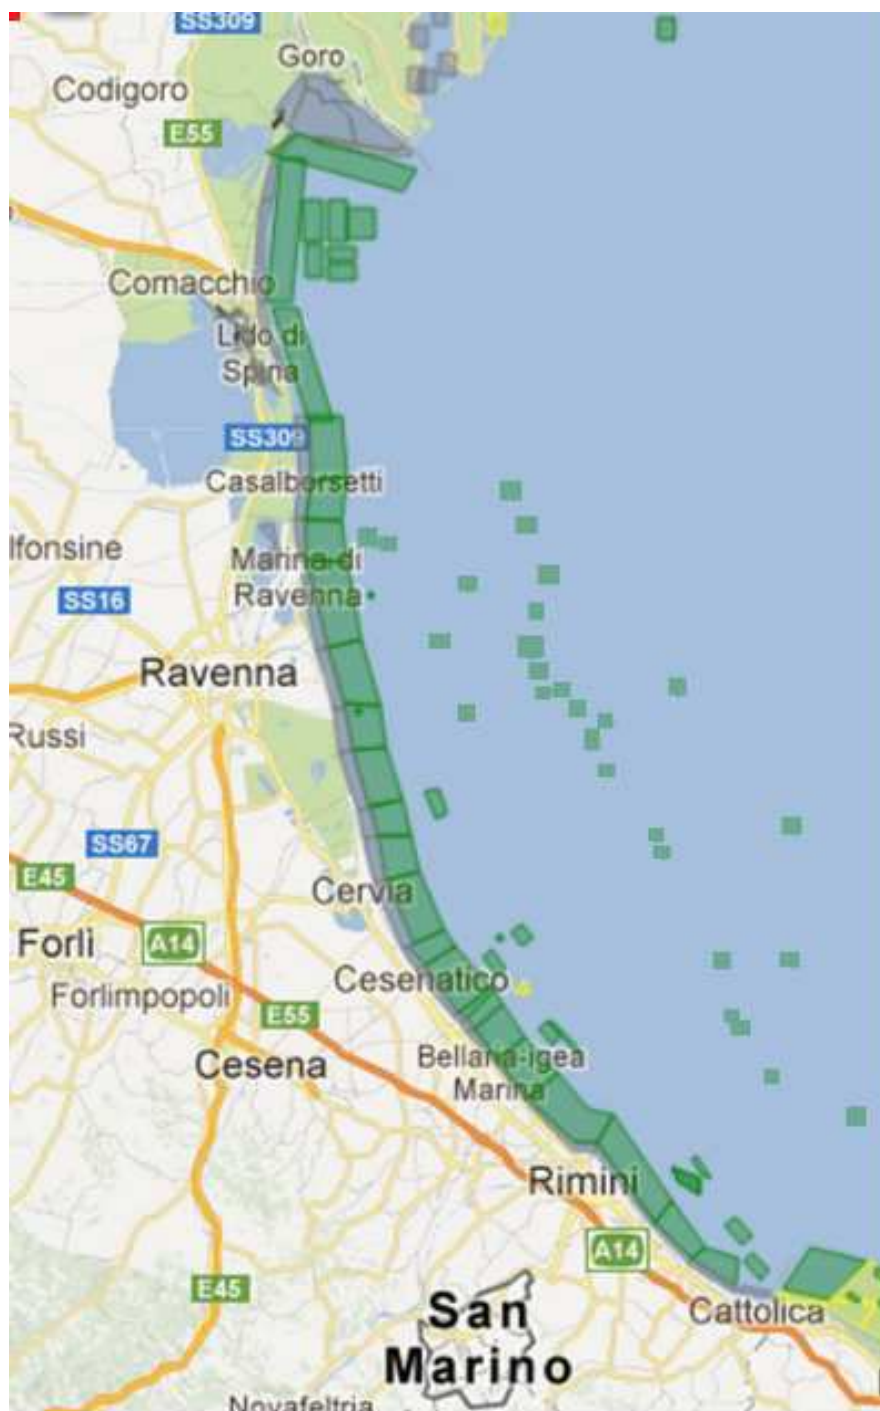 SS309
Goro
Codigoro
E55
Comacchio
Lido di
Spina
SS309
Casalborsetti
lfonsine
Marina di
Ravenna
SS16
Ravenna
Russi
SS67
E45
Cervia
Forlì
A14
Cesenatico
Forlimpopoli
E55
Cesena
Bellaria-igea
Marina
Rimini
A14
E45
San
Marino
Cattolica
Novafeltria